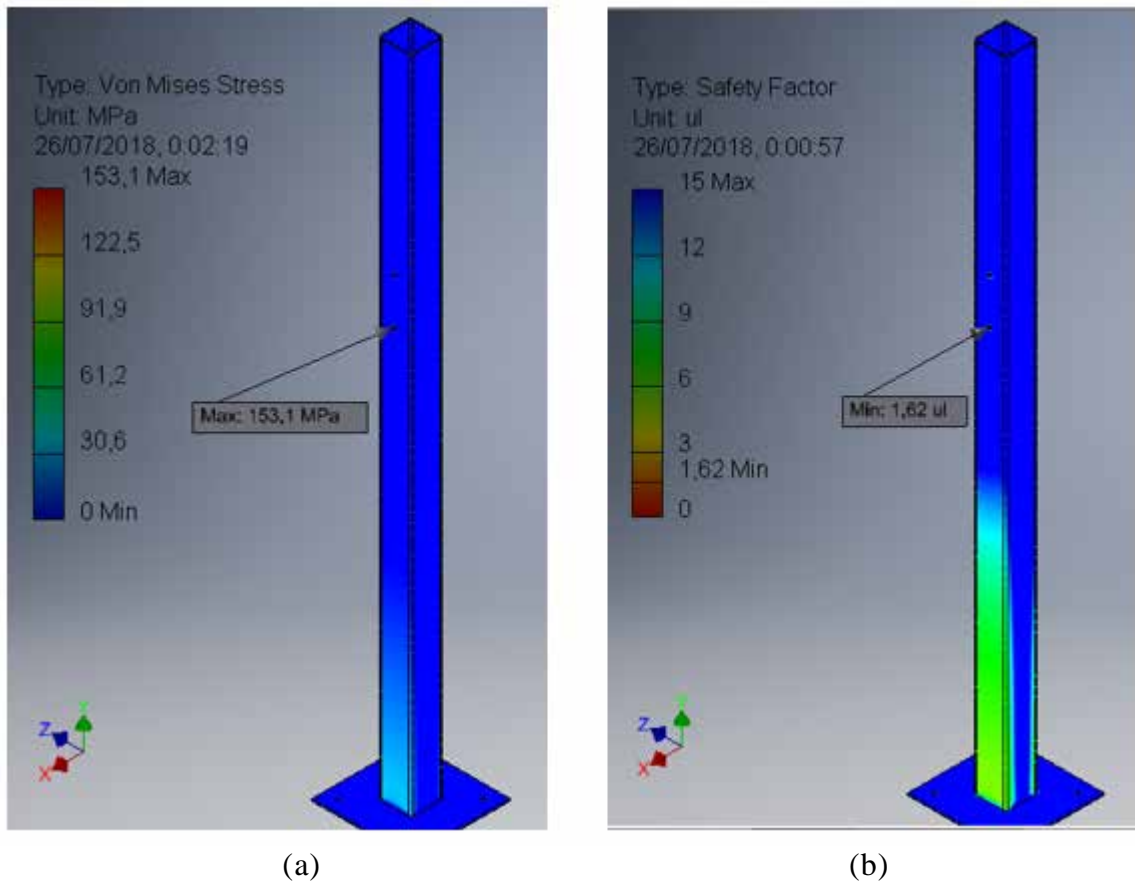 Type: Von Mises Stress
Unit: MPa
26/07/2018, 0:02:19
153,1 Max
122,5
91,9
61,2
30,6
0 Min
Max: 153,1 MPa
Y
Z
X
(a)
Type: Safety Factor
Unit: ul
26/07/2018, 0:00:57
15 Max
12
9
6
3
1,62 Min
0
Min: 1,62 ul
Y
Z
X
(b)